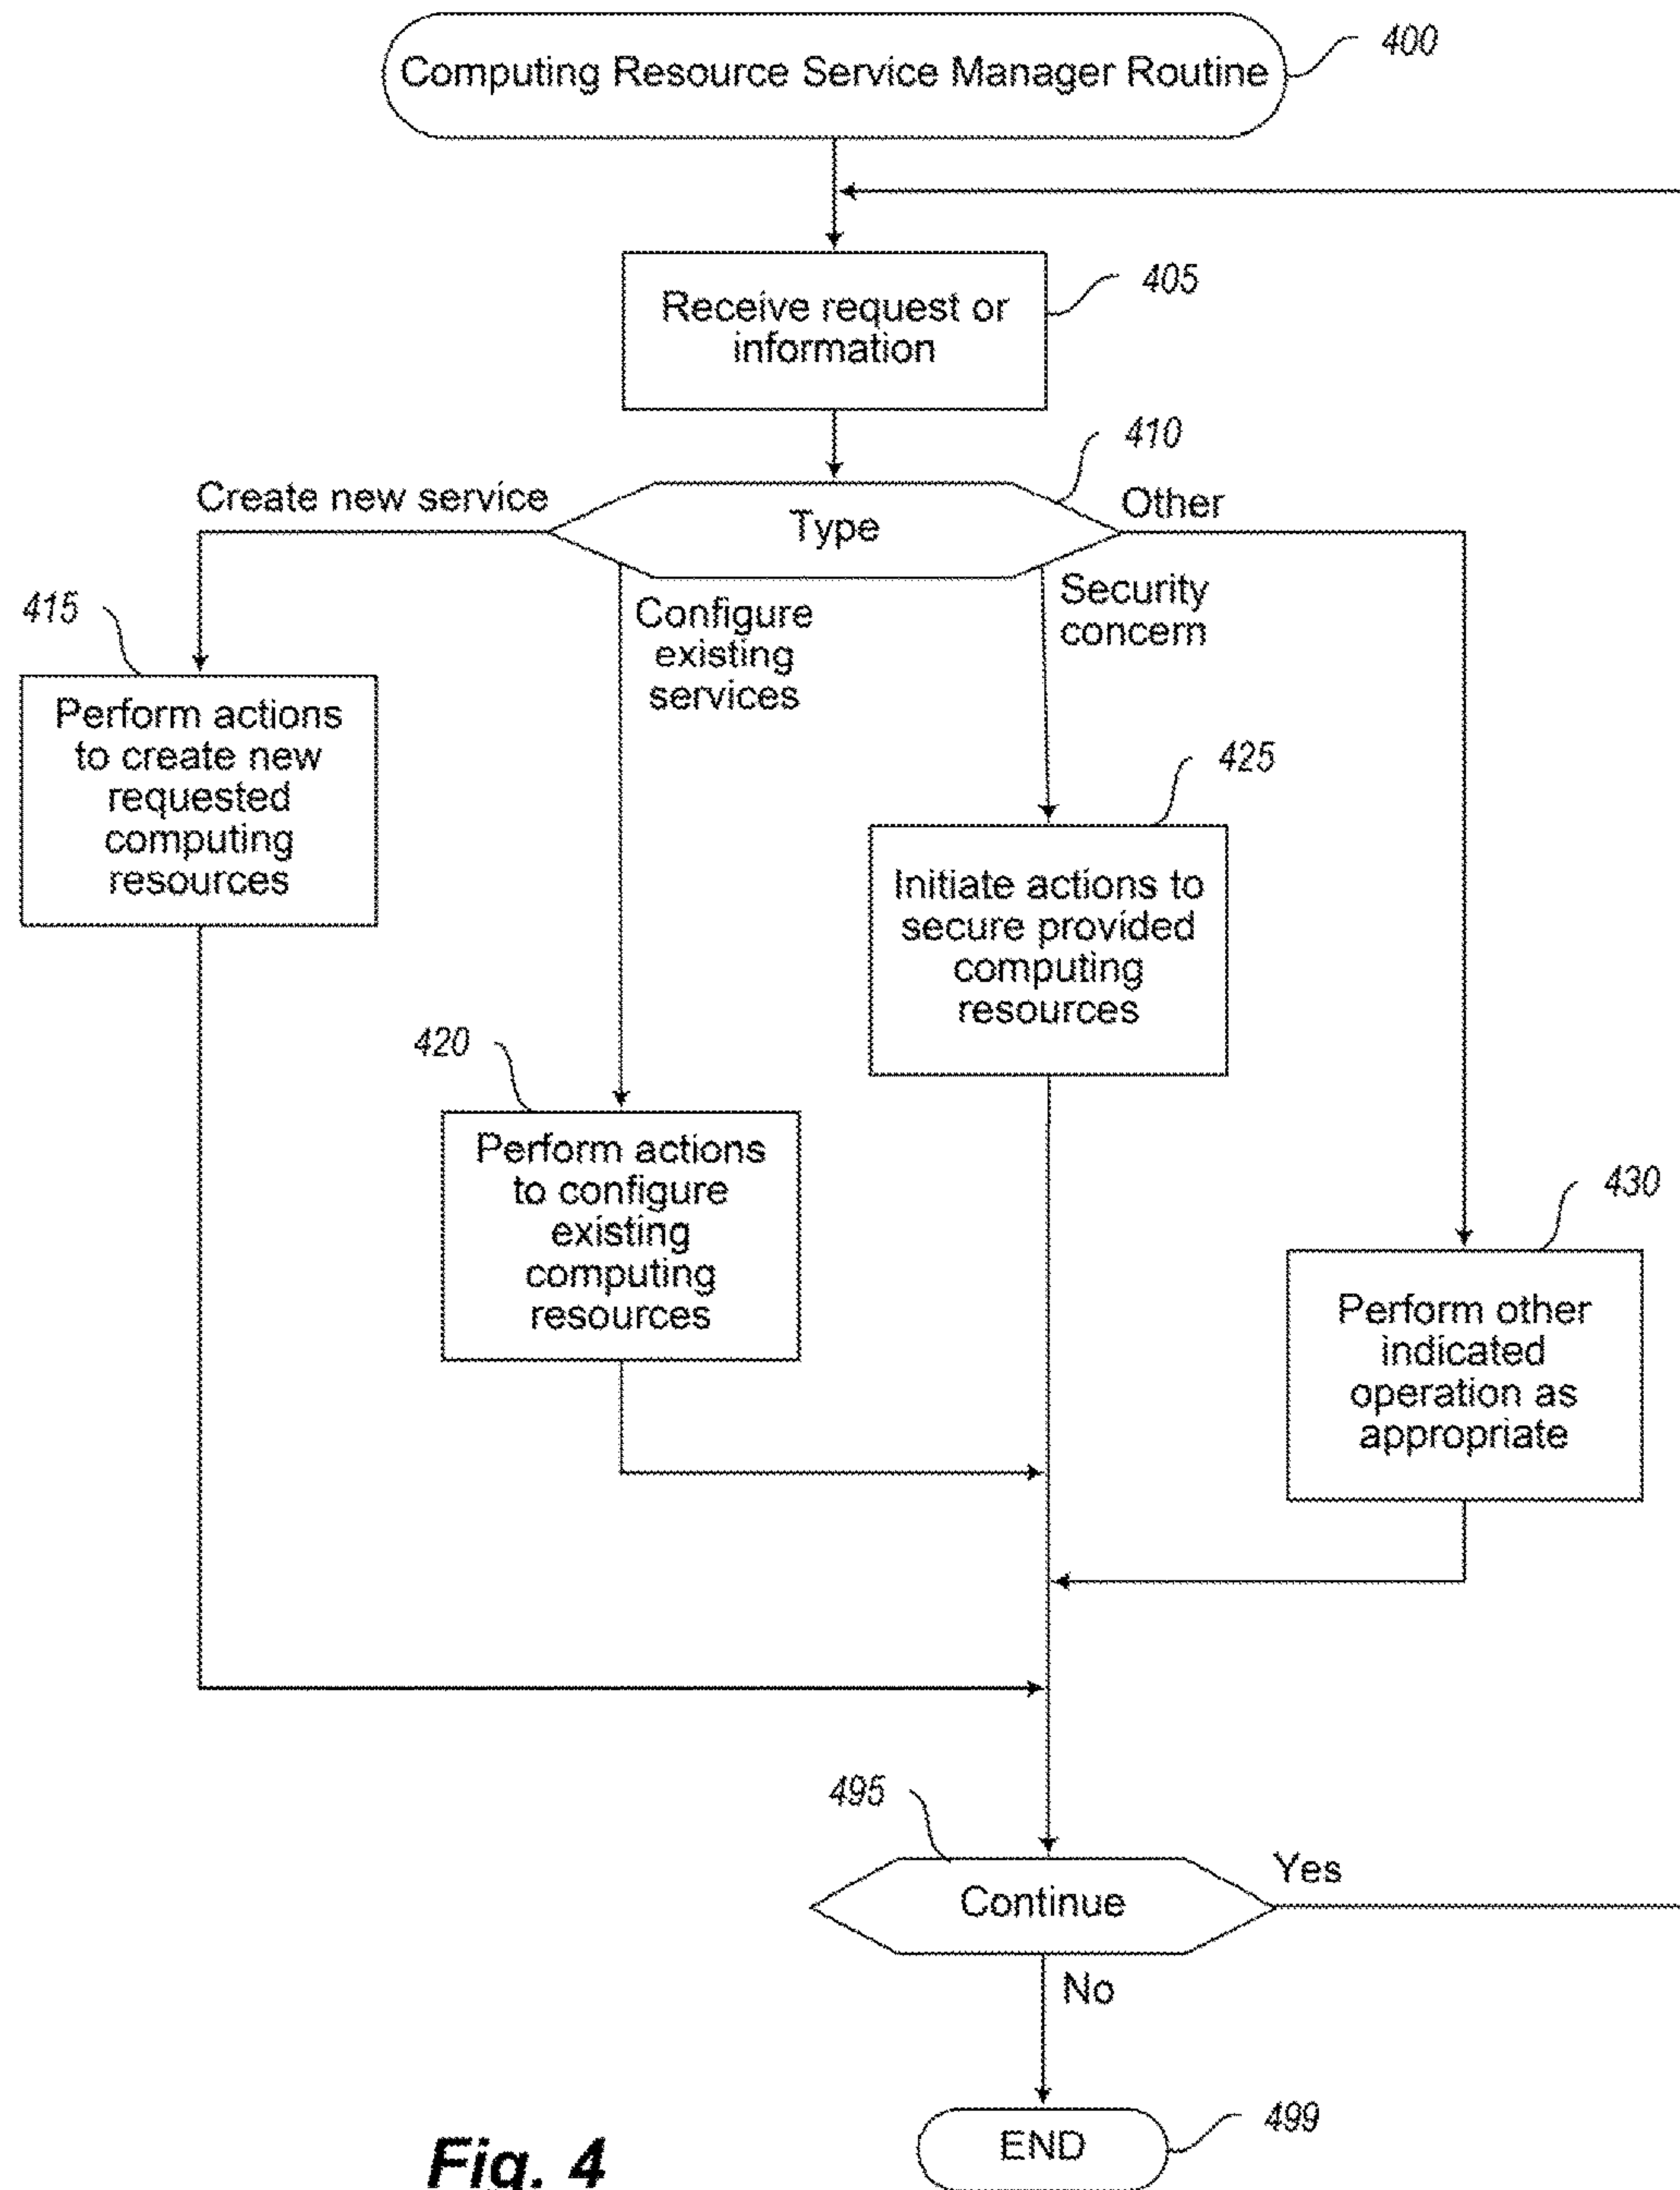 Computing Resource Service Manager Routine
400
Receive request or
information
405
410
Create new service
Type
Other
Configure
existing
services
Security
concern
415
Perform actions
to create new
requested
computing
resources
425
Initiate actions to
secure provided
computing
resources
420
Perform actions
to configure
existing
computing
resources
430
Perform other
indicated
operation as
appropriate
495
Continue
Yes
No
END
499
Fig. 4